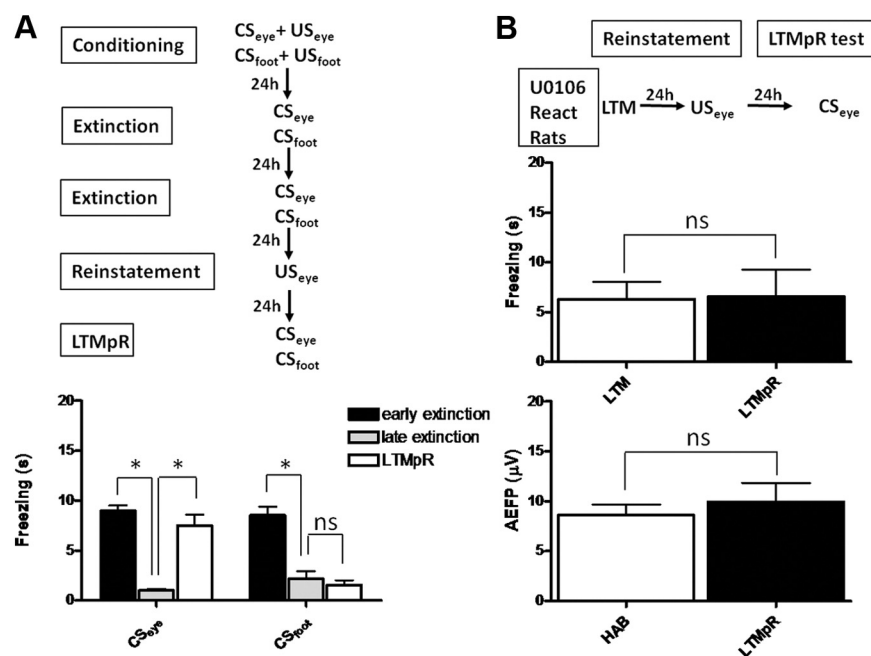 A
Conditioning
CSeye + USeye
CSfoot + USfoot
24h
Extinction
CSeye
CSfoot
24h
Extinction
CSeye
CSfoot
24h
Reinstatement
USeye
24h
LTMpR
CSeye
CSfoot
Freezing (s)
20
15
10
5
0
early extinction
late extinction
LTMpR
*
*
*
ns
CSeye
CSfoot
B
Reinstatement
LTMpR test
U0106
React
Rats
LTM
24h
USeye
24h
CSeye
Freezing (s)
20
15
10
5
0
ns
LTM
LTMpR
AEFP (µV)
20
15
10
5
0
ns
HAB
LTMpR